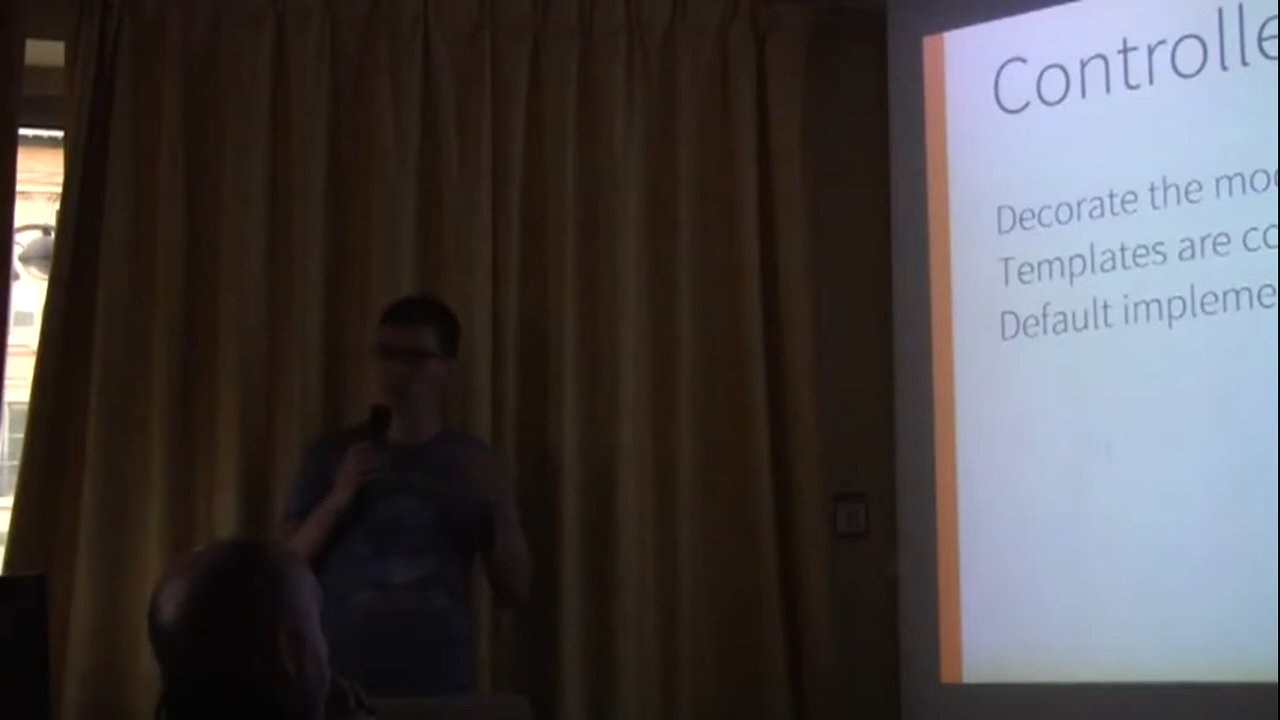 Controlle
Decorate the mo
Templates are co
Default impleme